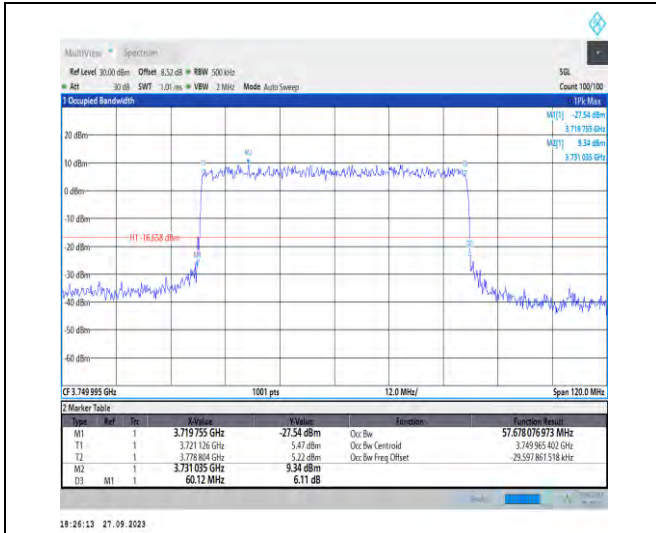 MultiView Spectrum
Ref Level 30.00 dBm Offset 8.52 dB RBW 500 kHz SGL
Att 30 dB SWT 1.01 ms VBW 2 MHz Mode Auto Sweep Count 100/100
1 Occupied Bandwidth 1Pk Max
M1[1] -27.54 dBm
3.719 755 GHz
M2[1] 9.34 dBm
3.731 035 GHz
20 dBm
M2
10 dBm
0 dBm
-10 dBm
H1 -16.658 dBm
-20 dBm
-30 dBm
-40 dBm
-50 dBm
-60 dBm
CF 3.749 995 GHz 1001 pts 12.0 MHz/ Span 120.0 MHz
2 Marker Table
Type Ref Trc X-Value Y-Value Function Function Result
M1 1 3.719 755 GHz -27.54 dBm Occ Bw 57.678 076 973 MHz
T1 1 3.721 126 GHz 5.47 dBm Occ Bw Centroid 3.749 965 402 GHz
T2 1 3.778 804 GHz 5.22 dBm Occ Bw Freq Offset -29.597 861 518 kHz
M2 1 3.731 035 GHz 9.34 dBm
D3 M1 1 60.12 MHz 6.11 dB
18:26:13 27.09.2023